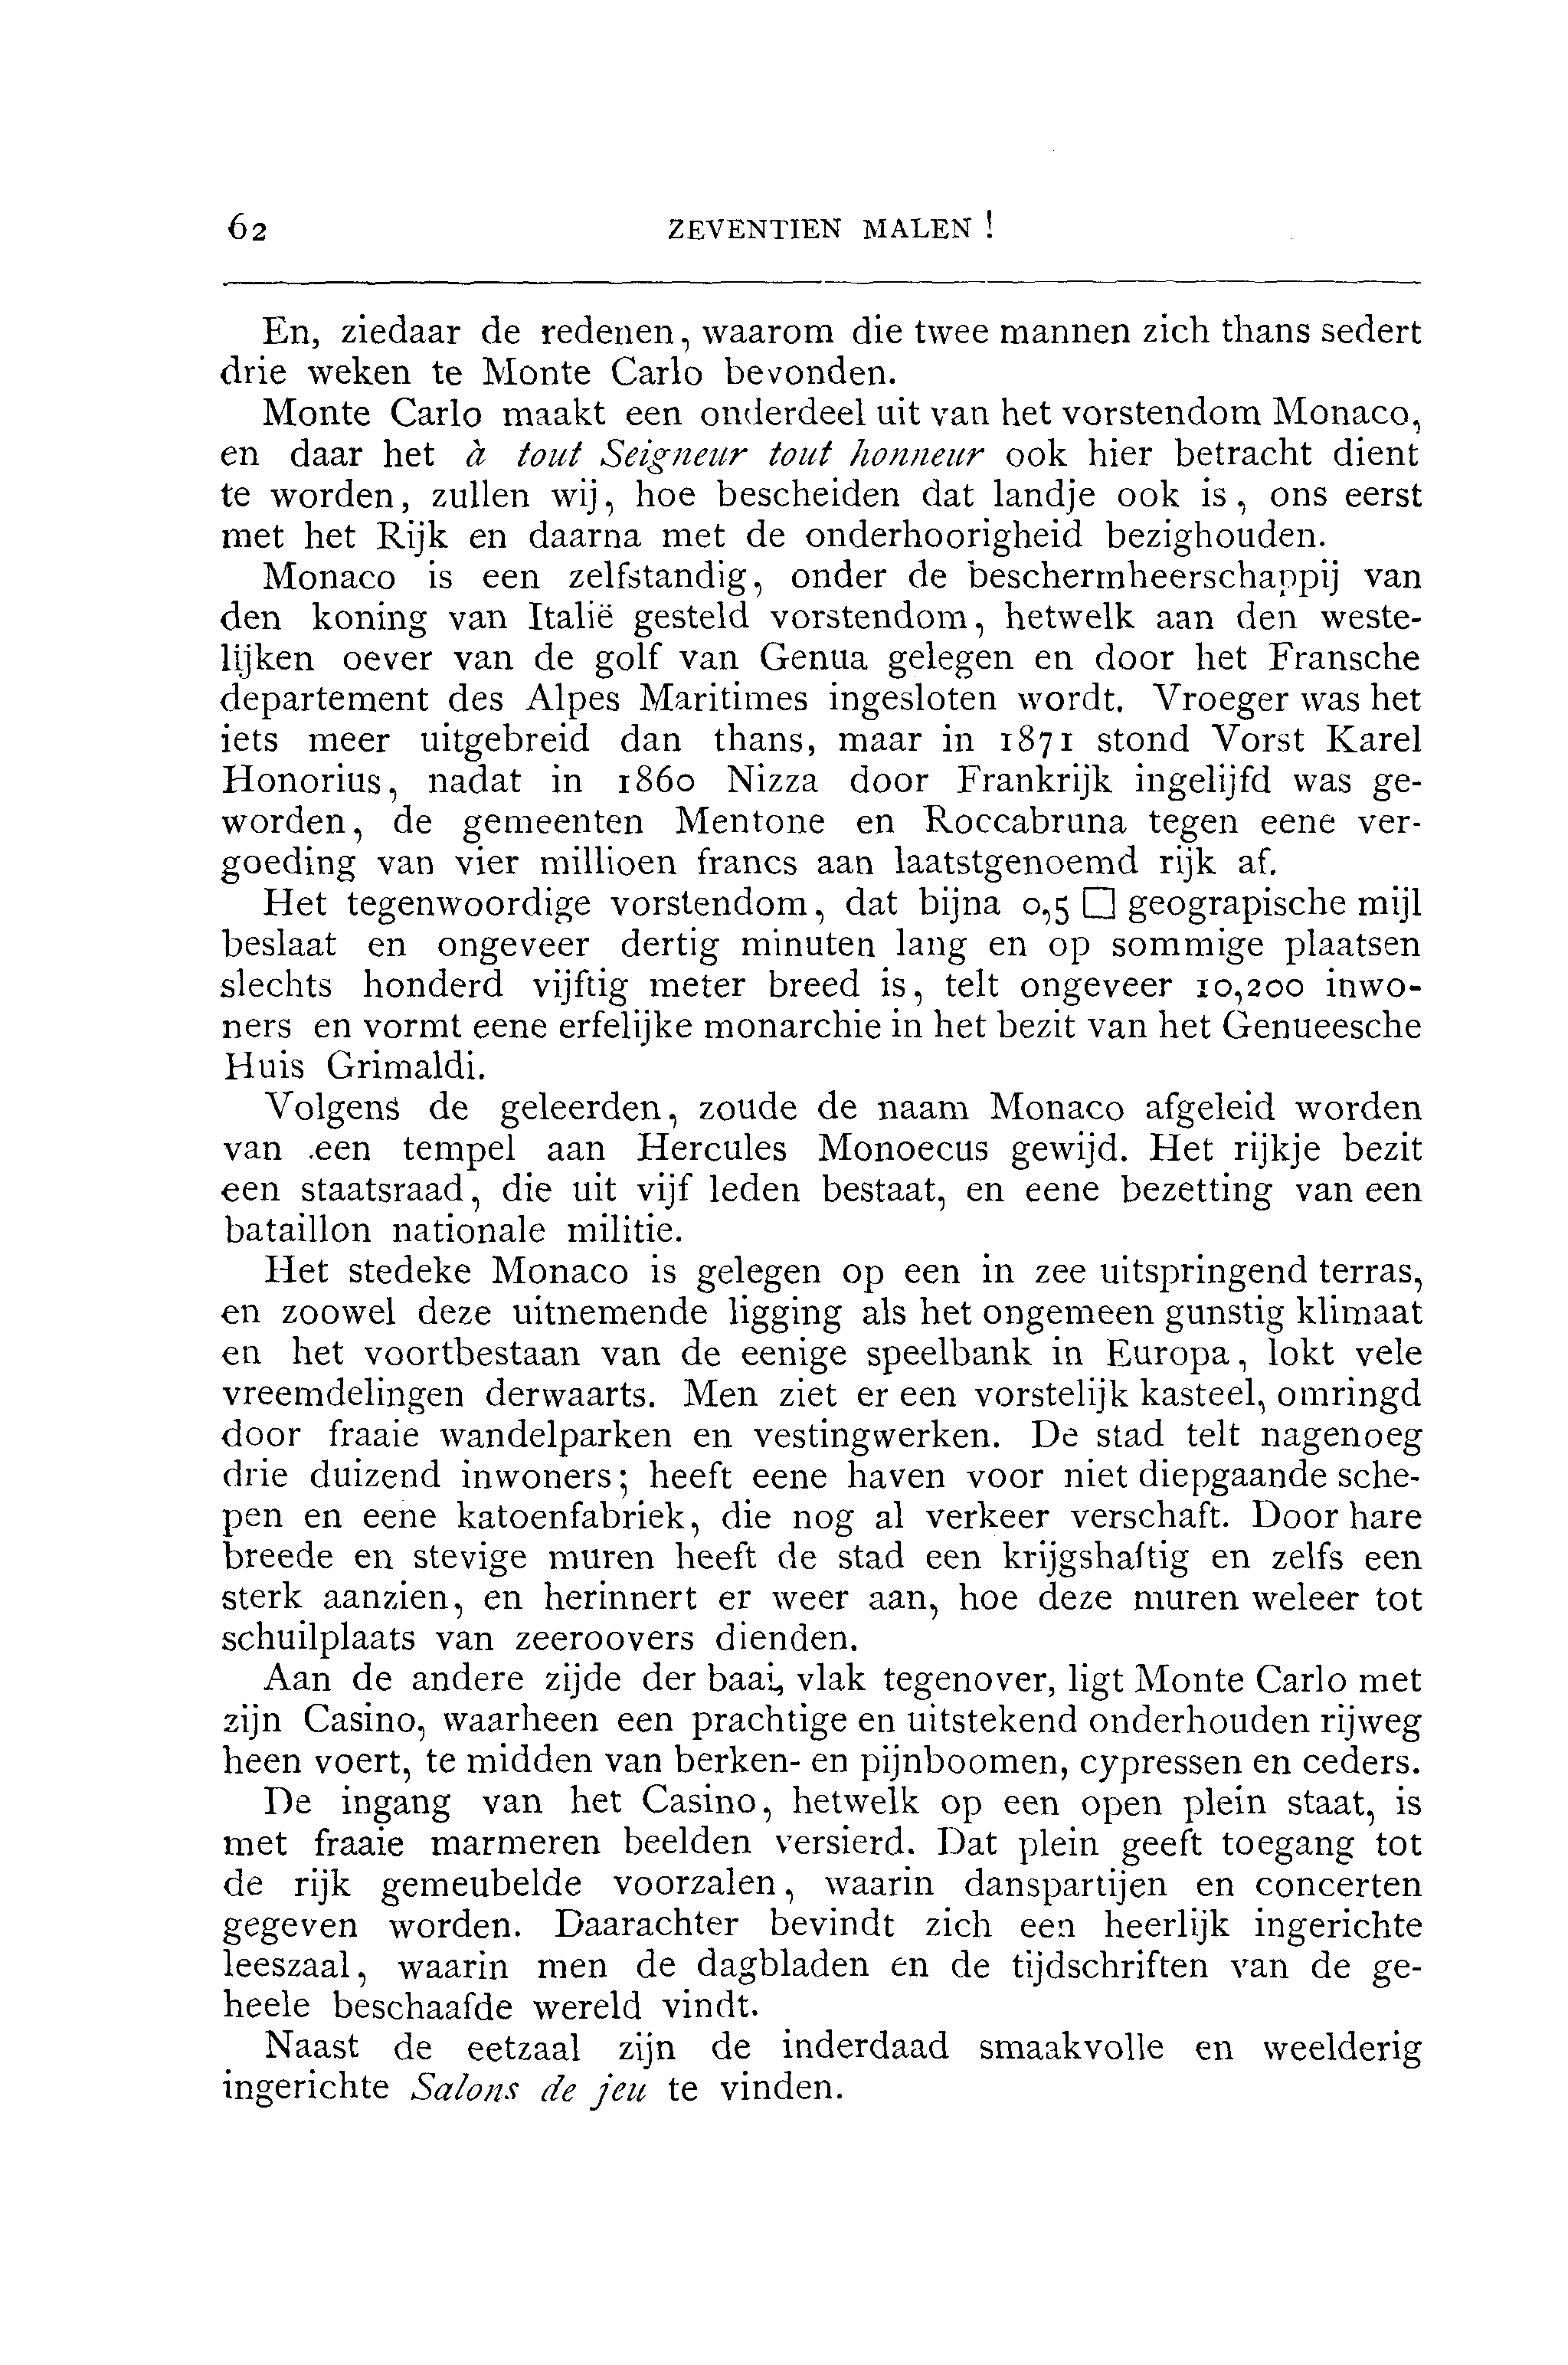 62 ZEVENTIEN MALEN !
En, ziedaar de redenen, waarom die twee mannen zich thans sedert
drie weken te Monte Carlo bevonden.
Monte Carlo maakt een onderdeel uit van het vorstendom Monaco,
en daar het à tout Seigneur tout honneur ook hier betracht dient
te worden, zullen wij, hoe bescheiden dat landje ook is, ons eerst
met het Rijk en daarna met de onderhoorigheid bezighouden.
Monaco is een zelfstandig, onder de beschermheerschappij van
den koning van Italië gesteld vorstendom, hetwelk aan den weste-
lijken oever van de golf van Genua gelegen en door het Fransche
departement des Alpes Maritimes ingesloten wordt. Vroeger was het
iets meer uitgebreid dan thans, maar in 1871 stond Vorst Karel
Honorius, nadat in 1860 Nizza door Frankrijk ingelijfd was ge-
worden, de gemeenten Mentone en Roccabruna tegen eene ver-
goeding van vier millioen francs aan laatstgenoemd rijk af.
Het tegenwoordige vorstendom, dat bijna 0,5 □ geograpische mijl
beslaat en ongeveer dertig minuten lang en op sommige plaatsen
slechts honderd vijftig meter breed is, telt ongeveer 10,200 inwo-
ners en vormt eene erfelijke monarchie in het bezit van het Genueesche
Huis Grimaldi.
Volgens de geleerden, zoude de naam Monaco afgeleid worden
van een tempel aan Hercules Monoecus gewijd. Het rijkje bezit
een staatsraad, die uit vijf leden bestaat, en eene bezetting van een
bataillon nationale militie.
Het stedeke Monaco is gelegen op een in zee uitspringend terras,
en zoowel deze uitnemende ligging als het ongemeen gunstig klimaat
en het voortbestaan van de eenige speelbank in Europa, lokt vele
vreemdelingen derwaarts. Men ziet er een vorstelijk kasteel, omringd
door fraaie wandelparken en vestingwerken. De stad telt nagenoeg
drie duizend inwoners; heeft eene haven voor niet diepgaande sche-
pen en eene katoenfabriek, die nog al verkeer verschaft. Door hare
breede en stevige muren heeft de stad een krijgshaftig en zelfs een
sterk aanzien, en herinnert er weer aan, hoe deze muren weleer tot
schuilplaats van zeeroovers dienden.
Aan de andere zijde der baai, vlak tegenover, ligt Monte Carlo met
zijn Casino, waarheen een prachtige en uitstekend onderhouden rijweg
heen voert, te midden van berken- en pijnboomen, cypressen en ceders.
De ingang van het Casino, hetwelk op een open plein staat, is
met fraaie marmeren beelden versierd. Dat plein geeft toegang tot
de rijk gemeubelde voorzalen, waarin danspartijen en concerten
gegeven worden. Daarachter bevindt zich een heerlijk ingerichte
leeszaal, waarin men de dagbladen en de tijdschriften van de ge-
heele beschaafde wereld vindt.
Naast de eetzaal zijn de inderdaad smaakvolle en weelderig
ingerichte Salons de jeu te vinden.